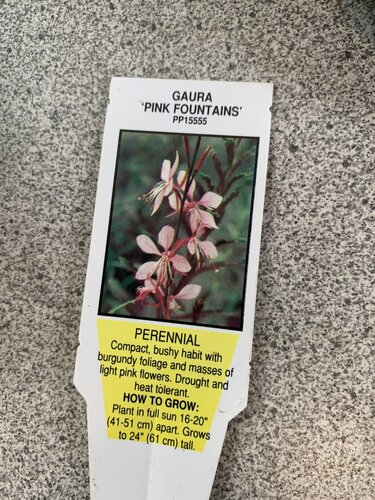 GAURA
'PINK FOUNTAINS'
PP15555
PERENNIAL
Compact, bushy habit with
burgundy foliage and masses of
light pink flowers. Drought and
heat tolerant.
HOW TO GROW:
Plant in full sun 16-20"
(41-51 cm) apart. Grows
to 24" (61 cm) tall.